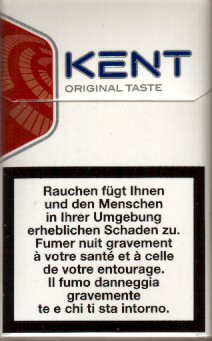 KENT
ORIGINAL TASTE
Rauchen fügt Ihnen
und den Menschen
in Ihrer Umgebung
erheblichen Schaden zu.
Fumer nuit gravement
à votre santé et à celle
de votre entourage.
Il fumo danneggia
gravemente
te e chi ti sta intorno.